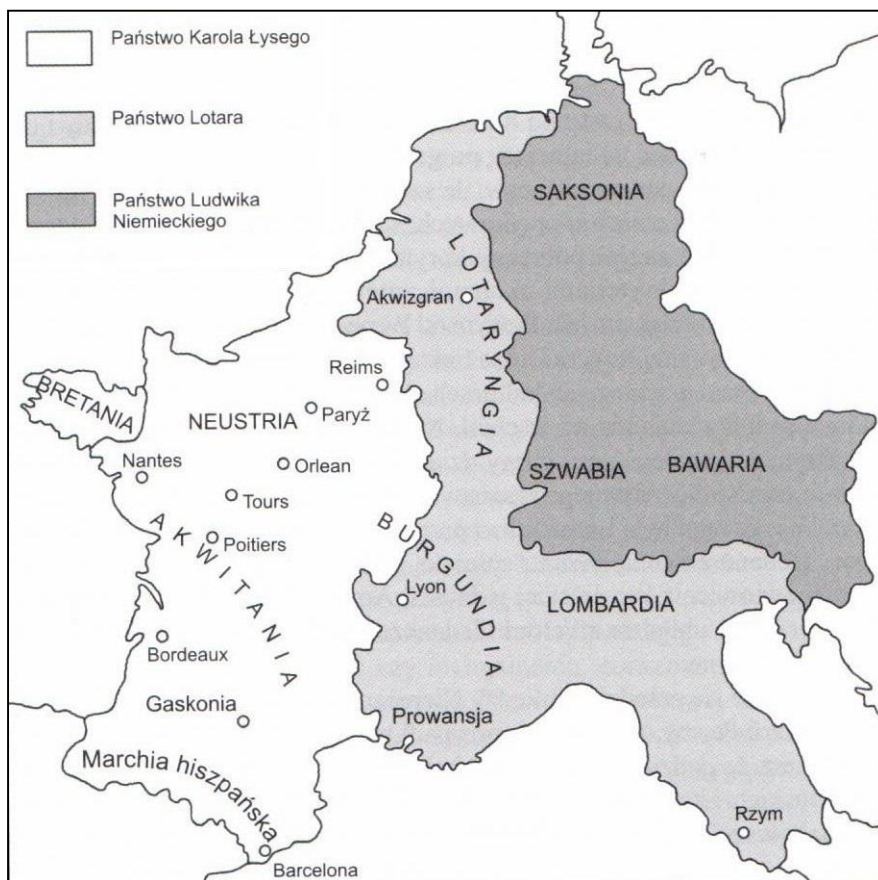 Państwo Karola Łysego
Państwo Lotara
Państwo Ludwika
Niemieckiego
SAKSONIA
LOTARYNGIA
Akwizgran
Reims
BRETANIA
NEUSTRIA
Paryż
Nantes
Orlean
SZWABIA
BAWARIA
Tours
AKWITANIA
Poitiers
BURGUNDIA
Lyon
LOMBARDIA
Bordeaux
Gaskonia
Prowansja
Marchia hiszpańska
Rzym
Barcelona